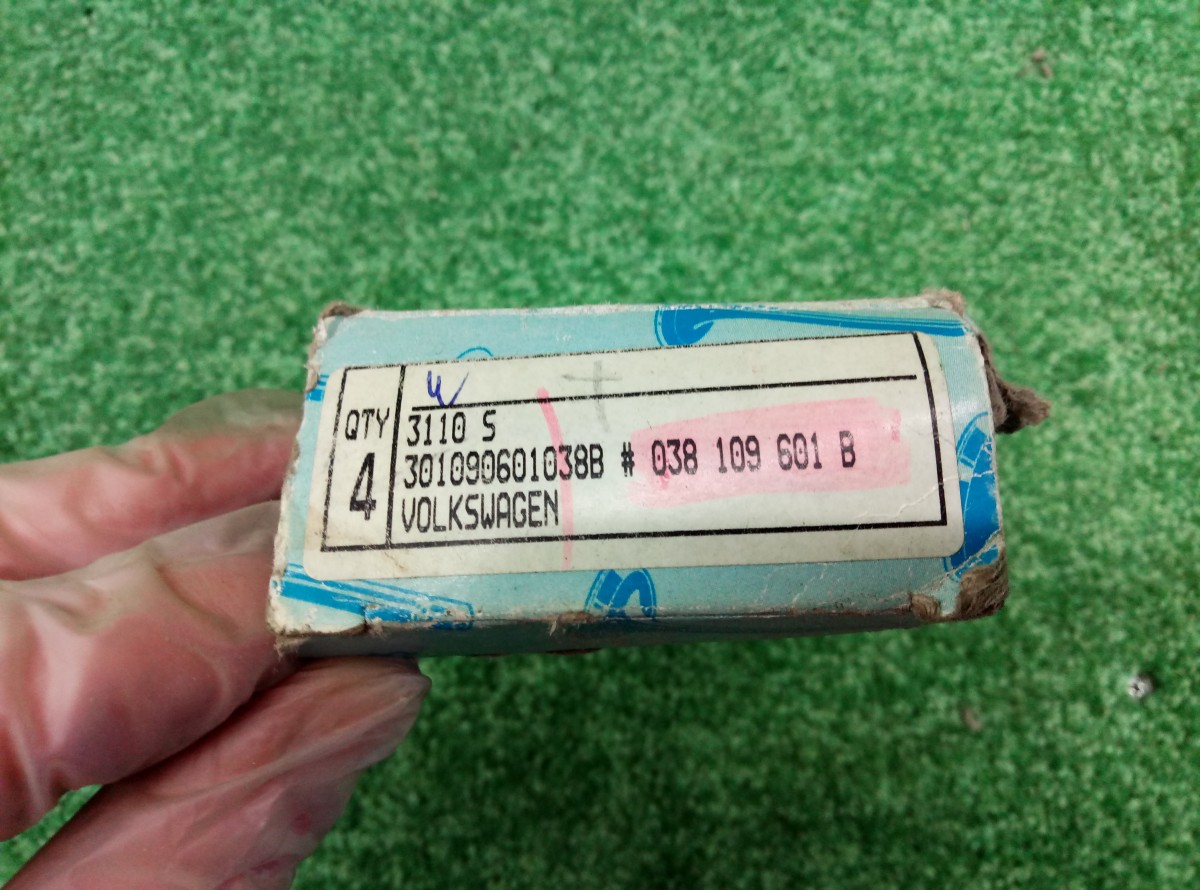 QTY
4
3110 S
301090601038B # 038 109 601 B
VOLKSWAGEN